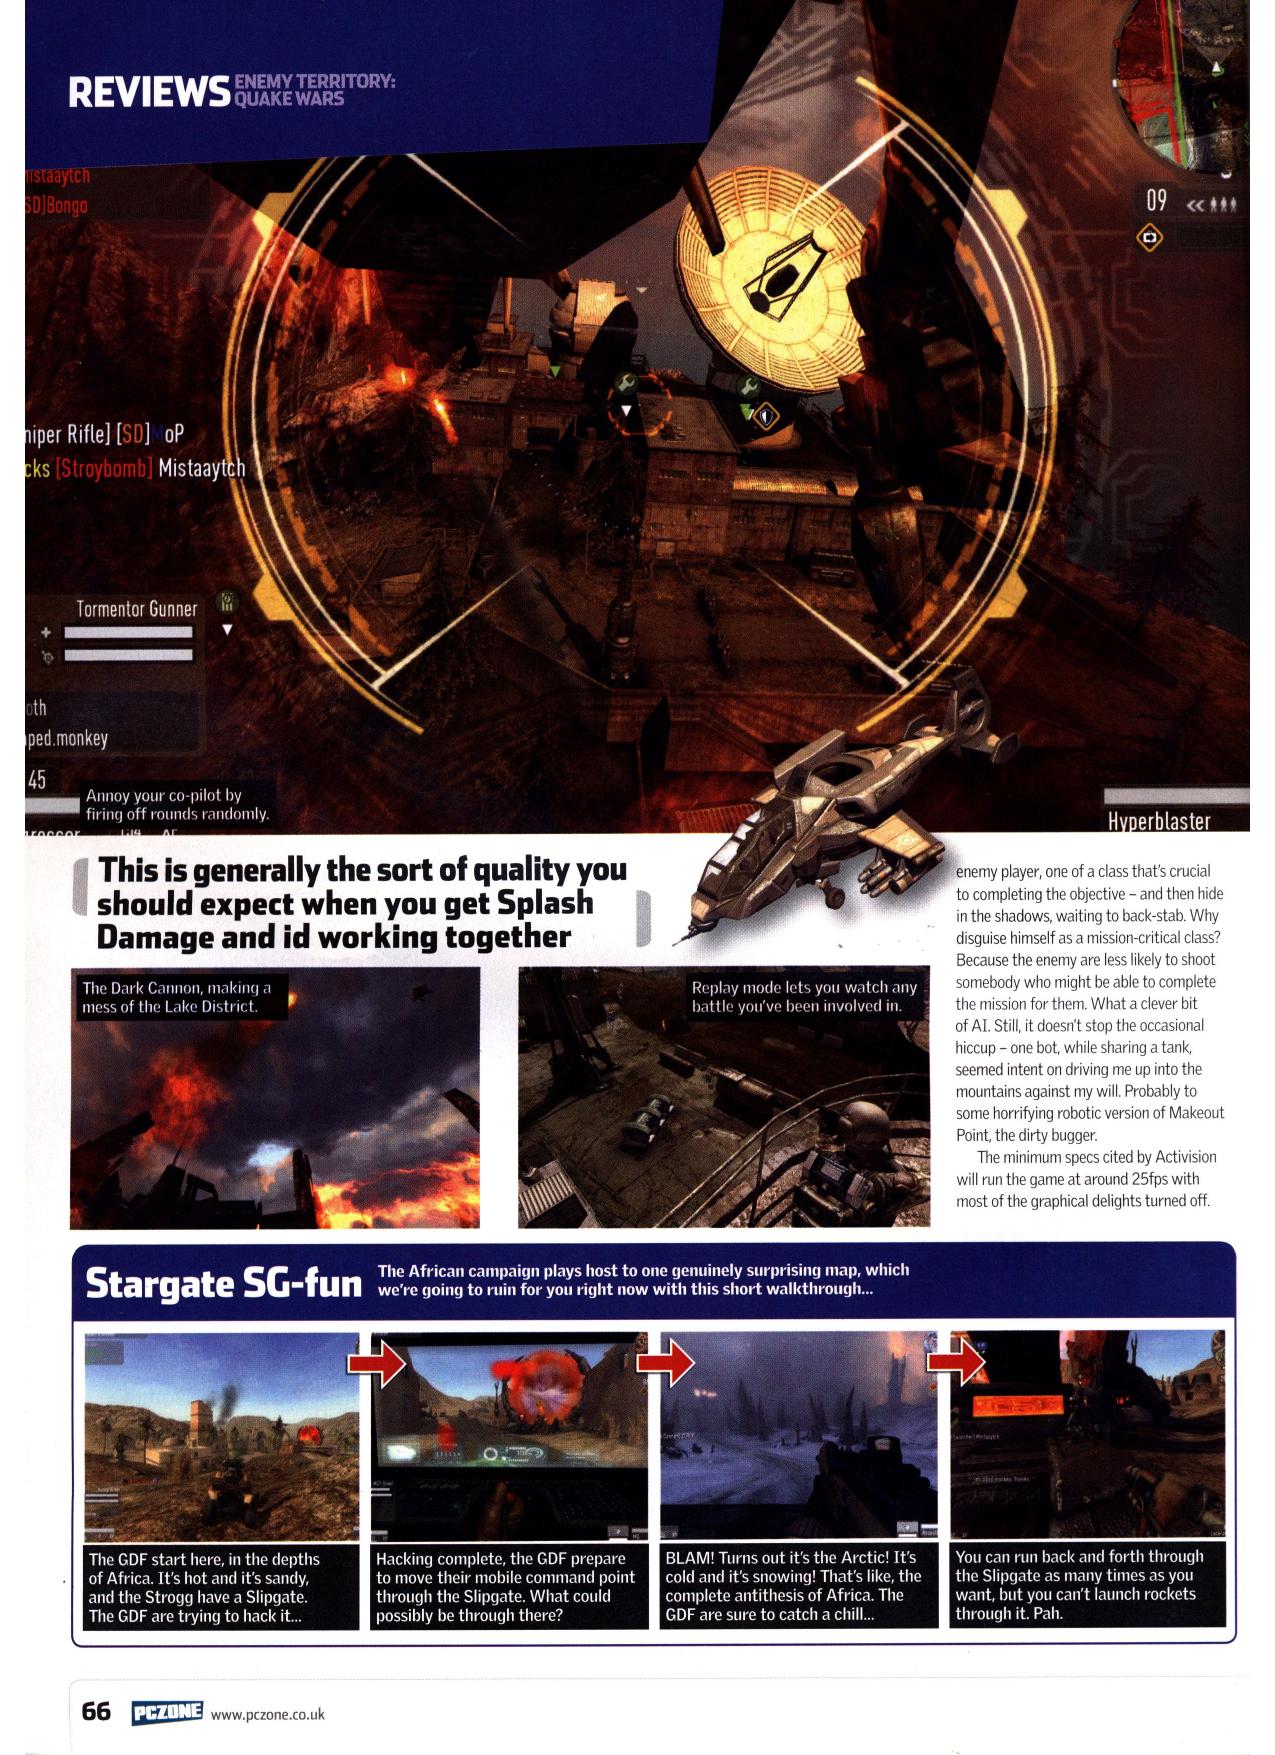 REVIEWS ENEMY TERRITORY:
QUAKE WARS
istaaytch
SD]Bongo
09
niper Rifle] [SD]MoP
cks [Stroybomb] Mistaaytch
Tormentor Gunner
oth
ped.monkey
45
Annoy your co-pilot by
firing off rounds randomly.
Hyperblaster
This is generally the sort of quality you
should expect when you get Splash
Damage and id working together
The Dark Cannon, making a
mess of the Lake District.
Replay mode lets you watch any
battle you've been involved in.
enemy player, one of a class that's crucial
to completing the objective – and then hide
in the shadows, waiting to back-stab. Why
disguise himself as a mission-critical class?
Because the enemy are less likely to shoot
somebody who might be able to complete
the mission for them. What a clever bit
of AI. Still, it doesn't stop the occasional
hiccup – one bot, while sharing a tank,
seemed intent on driving me up into the
mountains against my will. Probably to
some horrifying robotic version of Makeout
Point, the dirty bugger.
The minimum specs cited by Activision
will run the game at around 25fps with
most of the graphical delights turned off.
Stargate SG-fun
The African campaign plays host to one genuinely surprising map, which
we're going to ruin for you right now with this short walkthrough...
The GDF start here, in the depths
of Africa. It's hot and it's sandy,
and the Strogg have a Slipgate.
The GDF are trying to hack it...
Hacking complete, the GDF prepare
to move their mobile command point
through the Slipgate. What could
possibly be through there?
BLAM! Turns out it's the Arctic! It's
cold and it's snowing! That's like, the
complete antithesis of Africa. The
GDF are sure to catch a chill...
You can run back and forth through
the Slipgate as many times as you
want, but you can't launch rockets
through it. Pah.
66 PCZONE www.pczone.co.uk